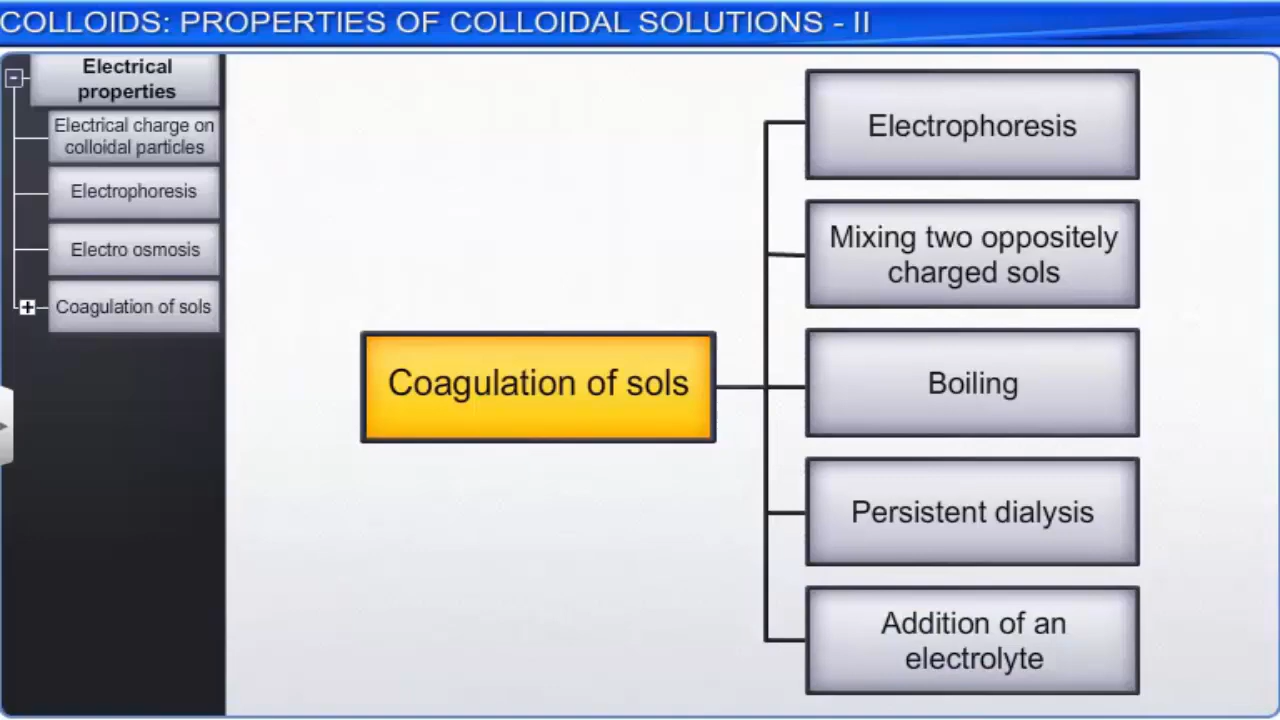 COLLOIDS: PROPERTIES OF COLLOIDAL SOLUTIONS - II
Electrical
properties
Electrical charge on
colloidal particles
Electrophoresis
Electro osmosis
Coagulation of sols
Coagulation of sols
Electrophoresis
Mixing two oppositely
charged sols
Boiling
Persistent dialysis
Addition of an
electrolyte